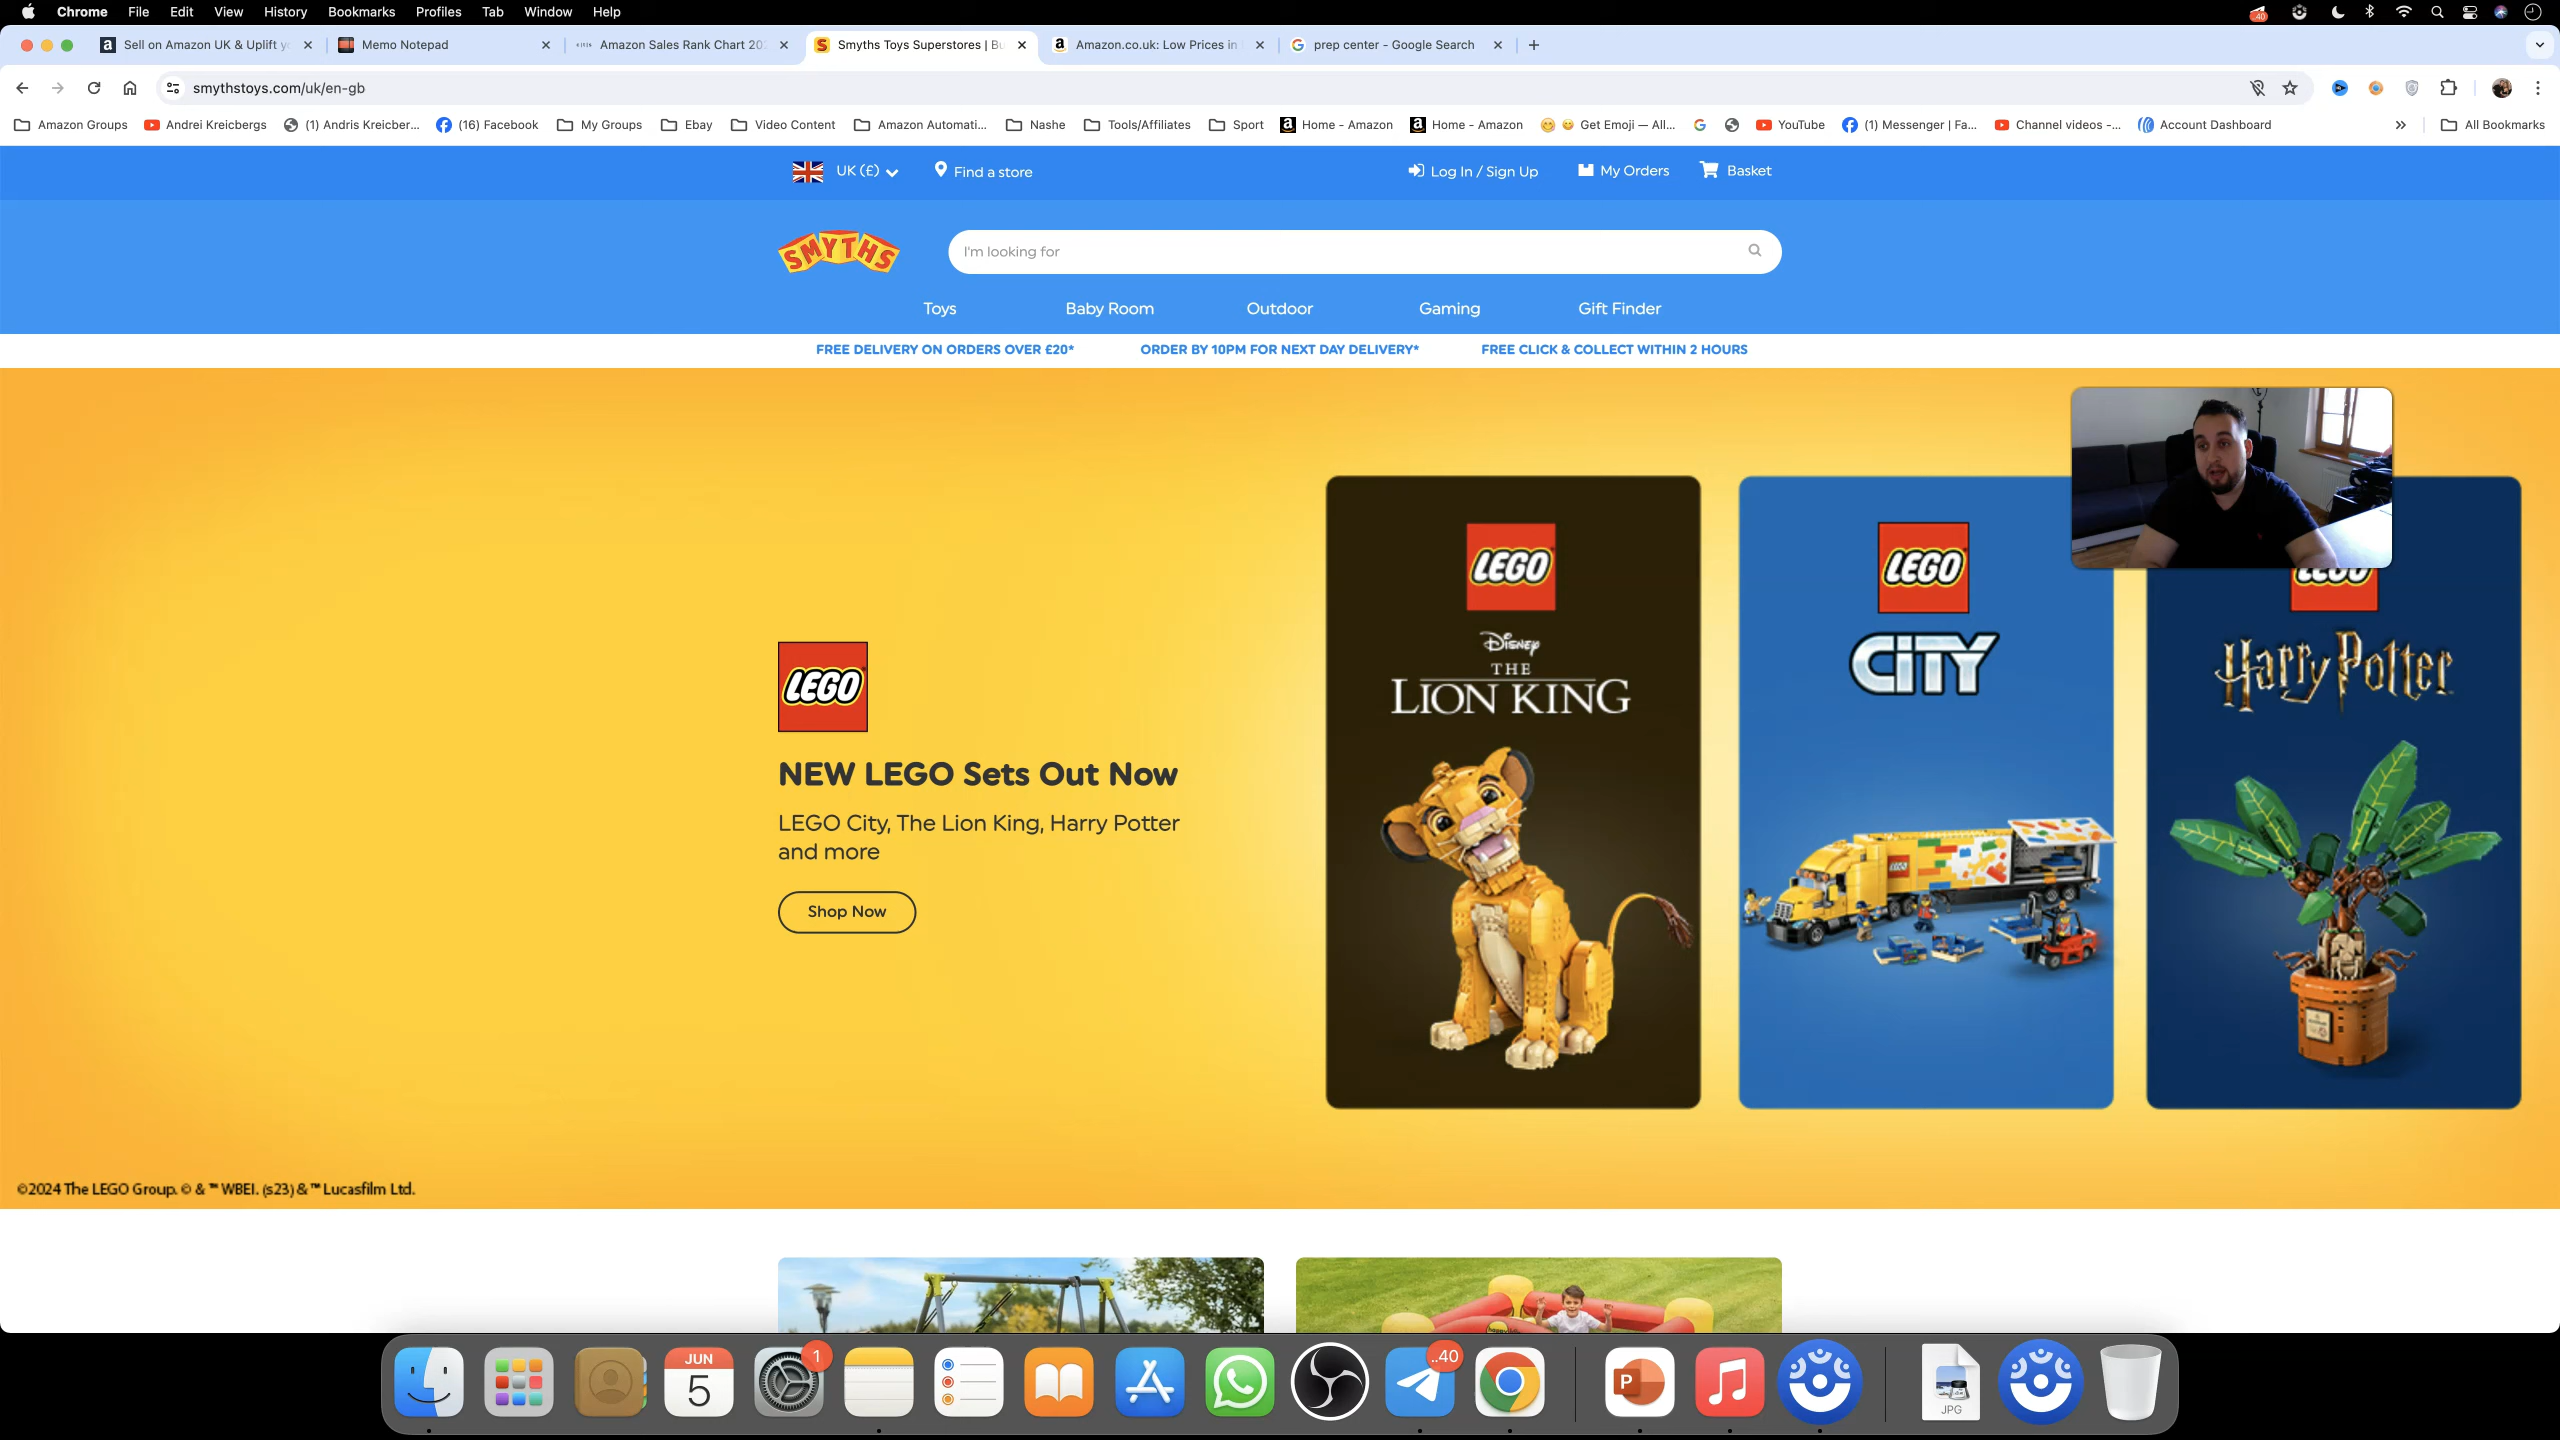 Chrome File Edit View History Bookmarks Profiles Tab Window Help
40
Sell on Amazon UK & Uplift Memo Notepad Amazon Sales Rank Chart Smyths Toys Superstores | Amazon.co.uk: Low Prices in prep center - Google Search
smythstoys.com/uk/en-gb
Amazon Groups Andrei Kreicbergs (1) Andris Kreicber... (16) Facebook My Groups Ebay Video Content Amazon Automati... Nashe Tools/Affiliates Sport Home - Amazon Home - Amazon Get Emoji — All... YouTube (1) Messenger | Fa... Channel videos -... Account Dashboard » All Bookmarks
UK (£) Find a store Log In / Sign Up My Orders Basket
SMYTHS
I'm looking for
Toys Baby Room Outdoor Gaming Gift Finder
FREE DELIVERY ON ORDERS OVER £20* ORDER BY 10PM FOR NEXT DAY DELIVERY* FREE CLICK & COLLECT WITHIN 2 HOURS
LEGO
NEW LEGO Sets Out Now
LEGO City, The Lion King, Harry Potter
and more
Shop Now
LEGO
Disney
THE
LION KING
LEGO
CITY
LEGO
Harry Potter
©2024 The LEGO Group. © & ™ WBEI. (s23) & ™ Lucasfilm Ltd.
JUN
5
1
..40
P
JPG